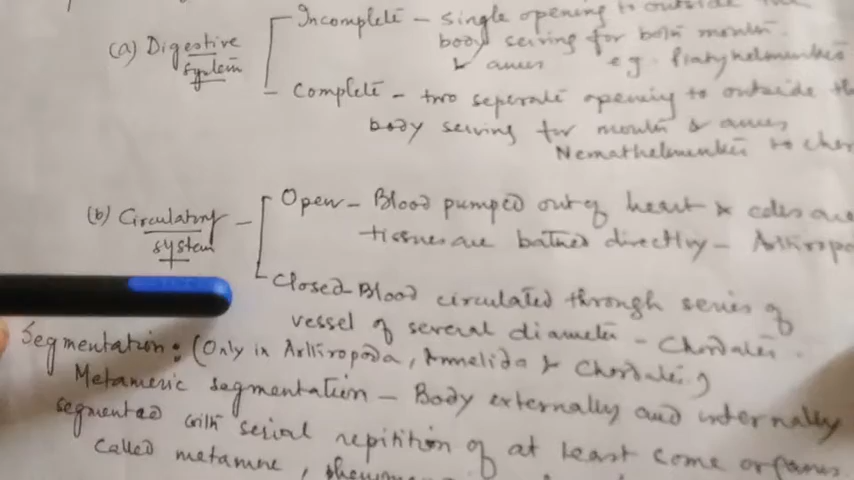 Incomplete - single opening to outside the
(a) Digestive body serving for both mouth
system & anus eg. Platyhelminthes
Complete - two seperate opening to outside th
body serving for mouth & anus
Nemathelminthes to chor
(b) Circulatory Open - Blood pumped out of heart & cells and
system tissues are bathed directly - Arthropo
Closed - Blood circulated through series of
vessel of several diameter - Chordates.
Segmentation: (Only in Arthropoda, Annelida & Chordates)
Metameric segmentation - Body externally and internally
segmented with serial repitition of at least some organs
called metamere,